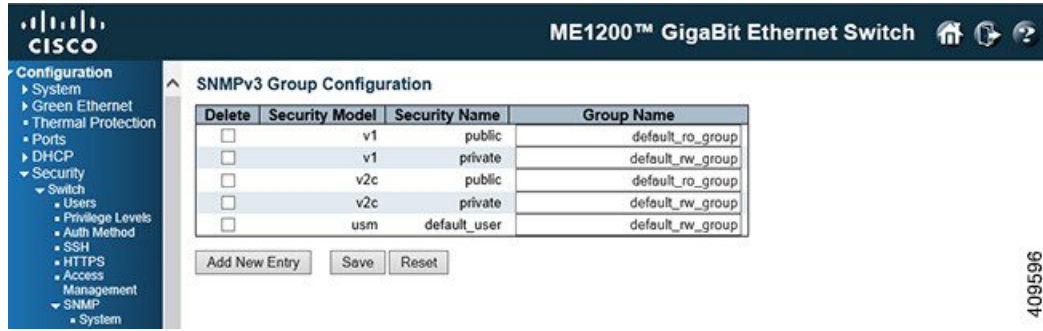 CISCO
ME1200™ GigaBit Ethernet Switch
Configuration
System
Green Ethernet
Thermal Protection
Ports
DHCP
Security
Switch
Users
Privilege Levels
Auth Method
SSH
HTTPS
Access
Management
SNMP
System
SNMPv3 Group Configuration
Delete Security Model Security Name Group Name
v1 public default_ro_group
v1 private default_rw_group
v2c public default_ro_group
v2c private default_rw_group
usm default_user default_rw_group
Add New Entry Save Reset
409596